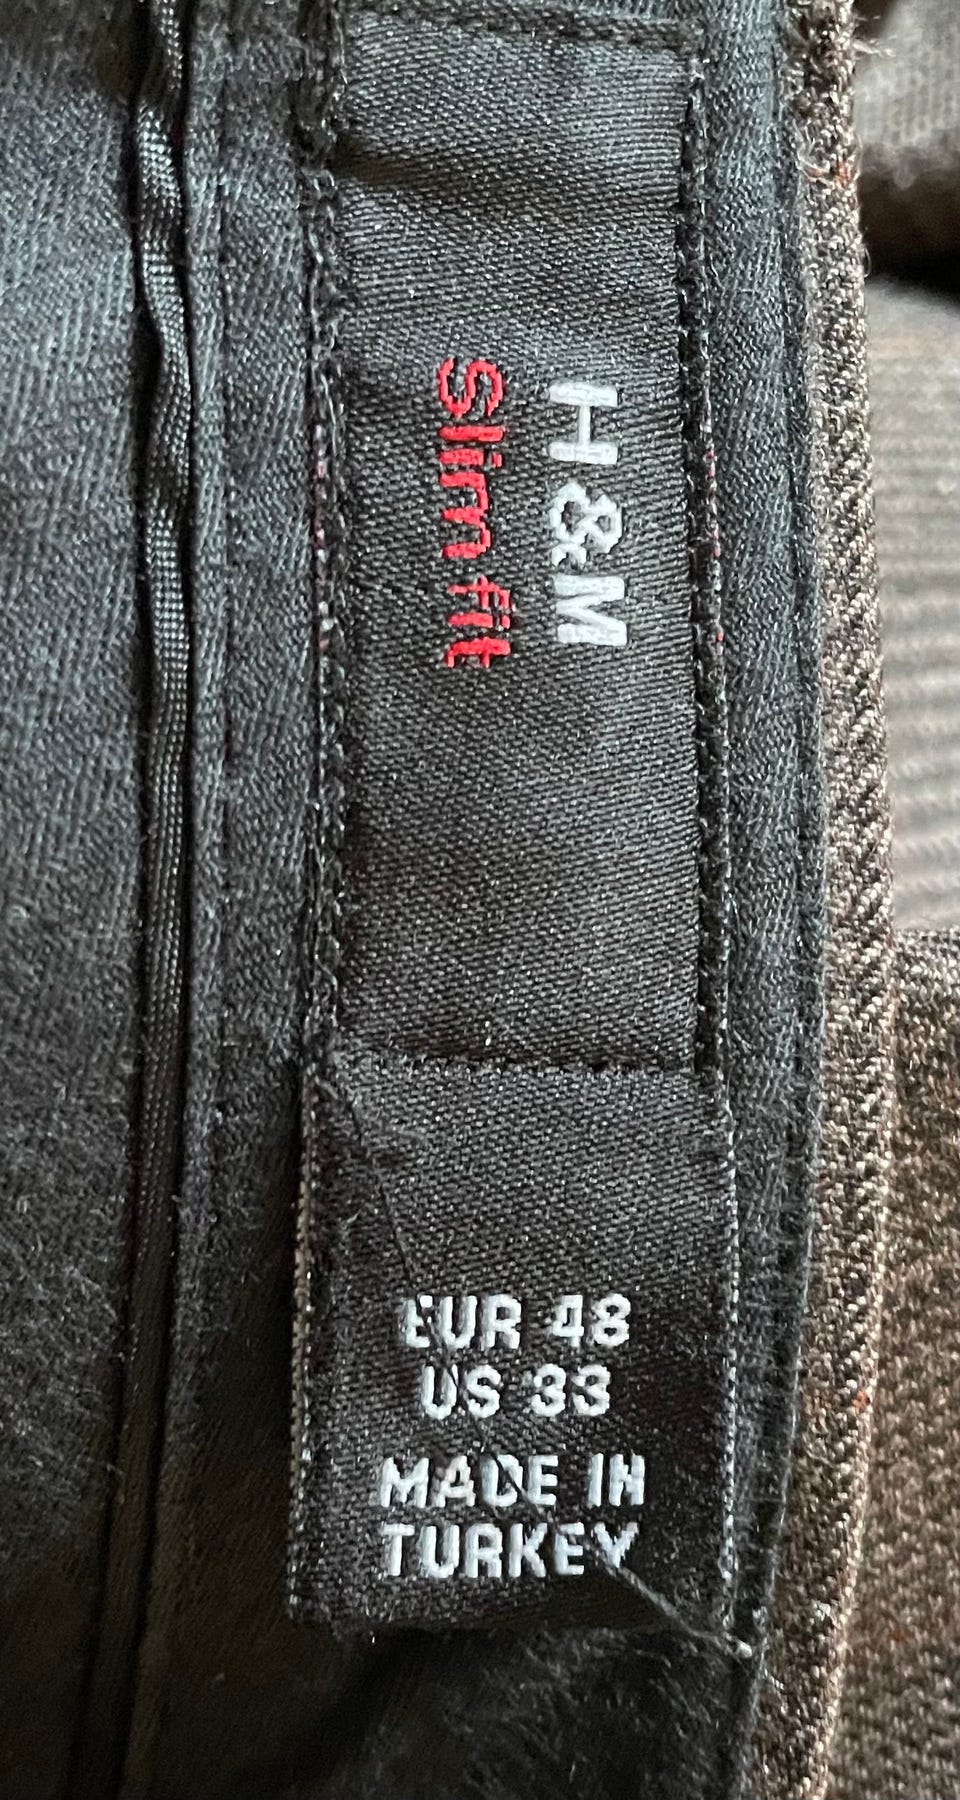 H&M
Slim fit
EUR 48
US 33
MADE IN
TURKEY